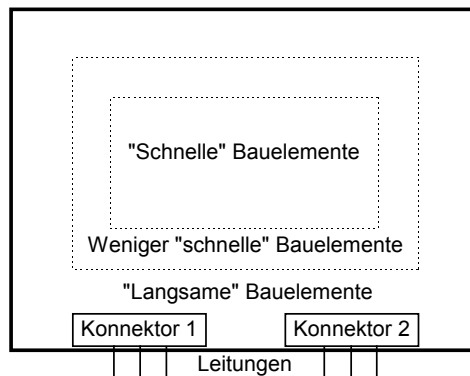 "Schnelle" Bauelemente
Weniger "schnelle" Bauelemente
"Langsame" Bauelemente
Konnektor 1
Konnektor 2
Leitungen